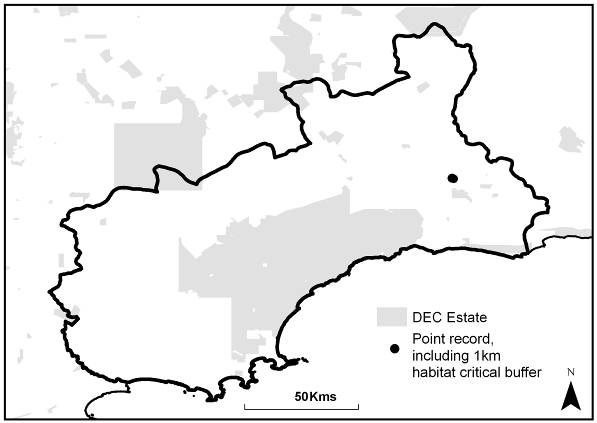 DEC Estate
Point record,
including 1km
habitat critical buffer
N
50Kms